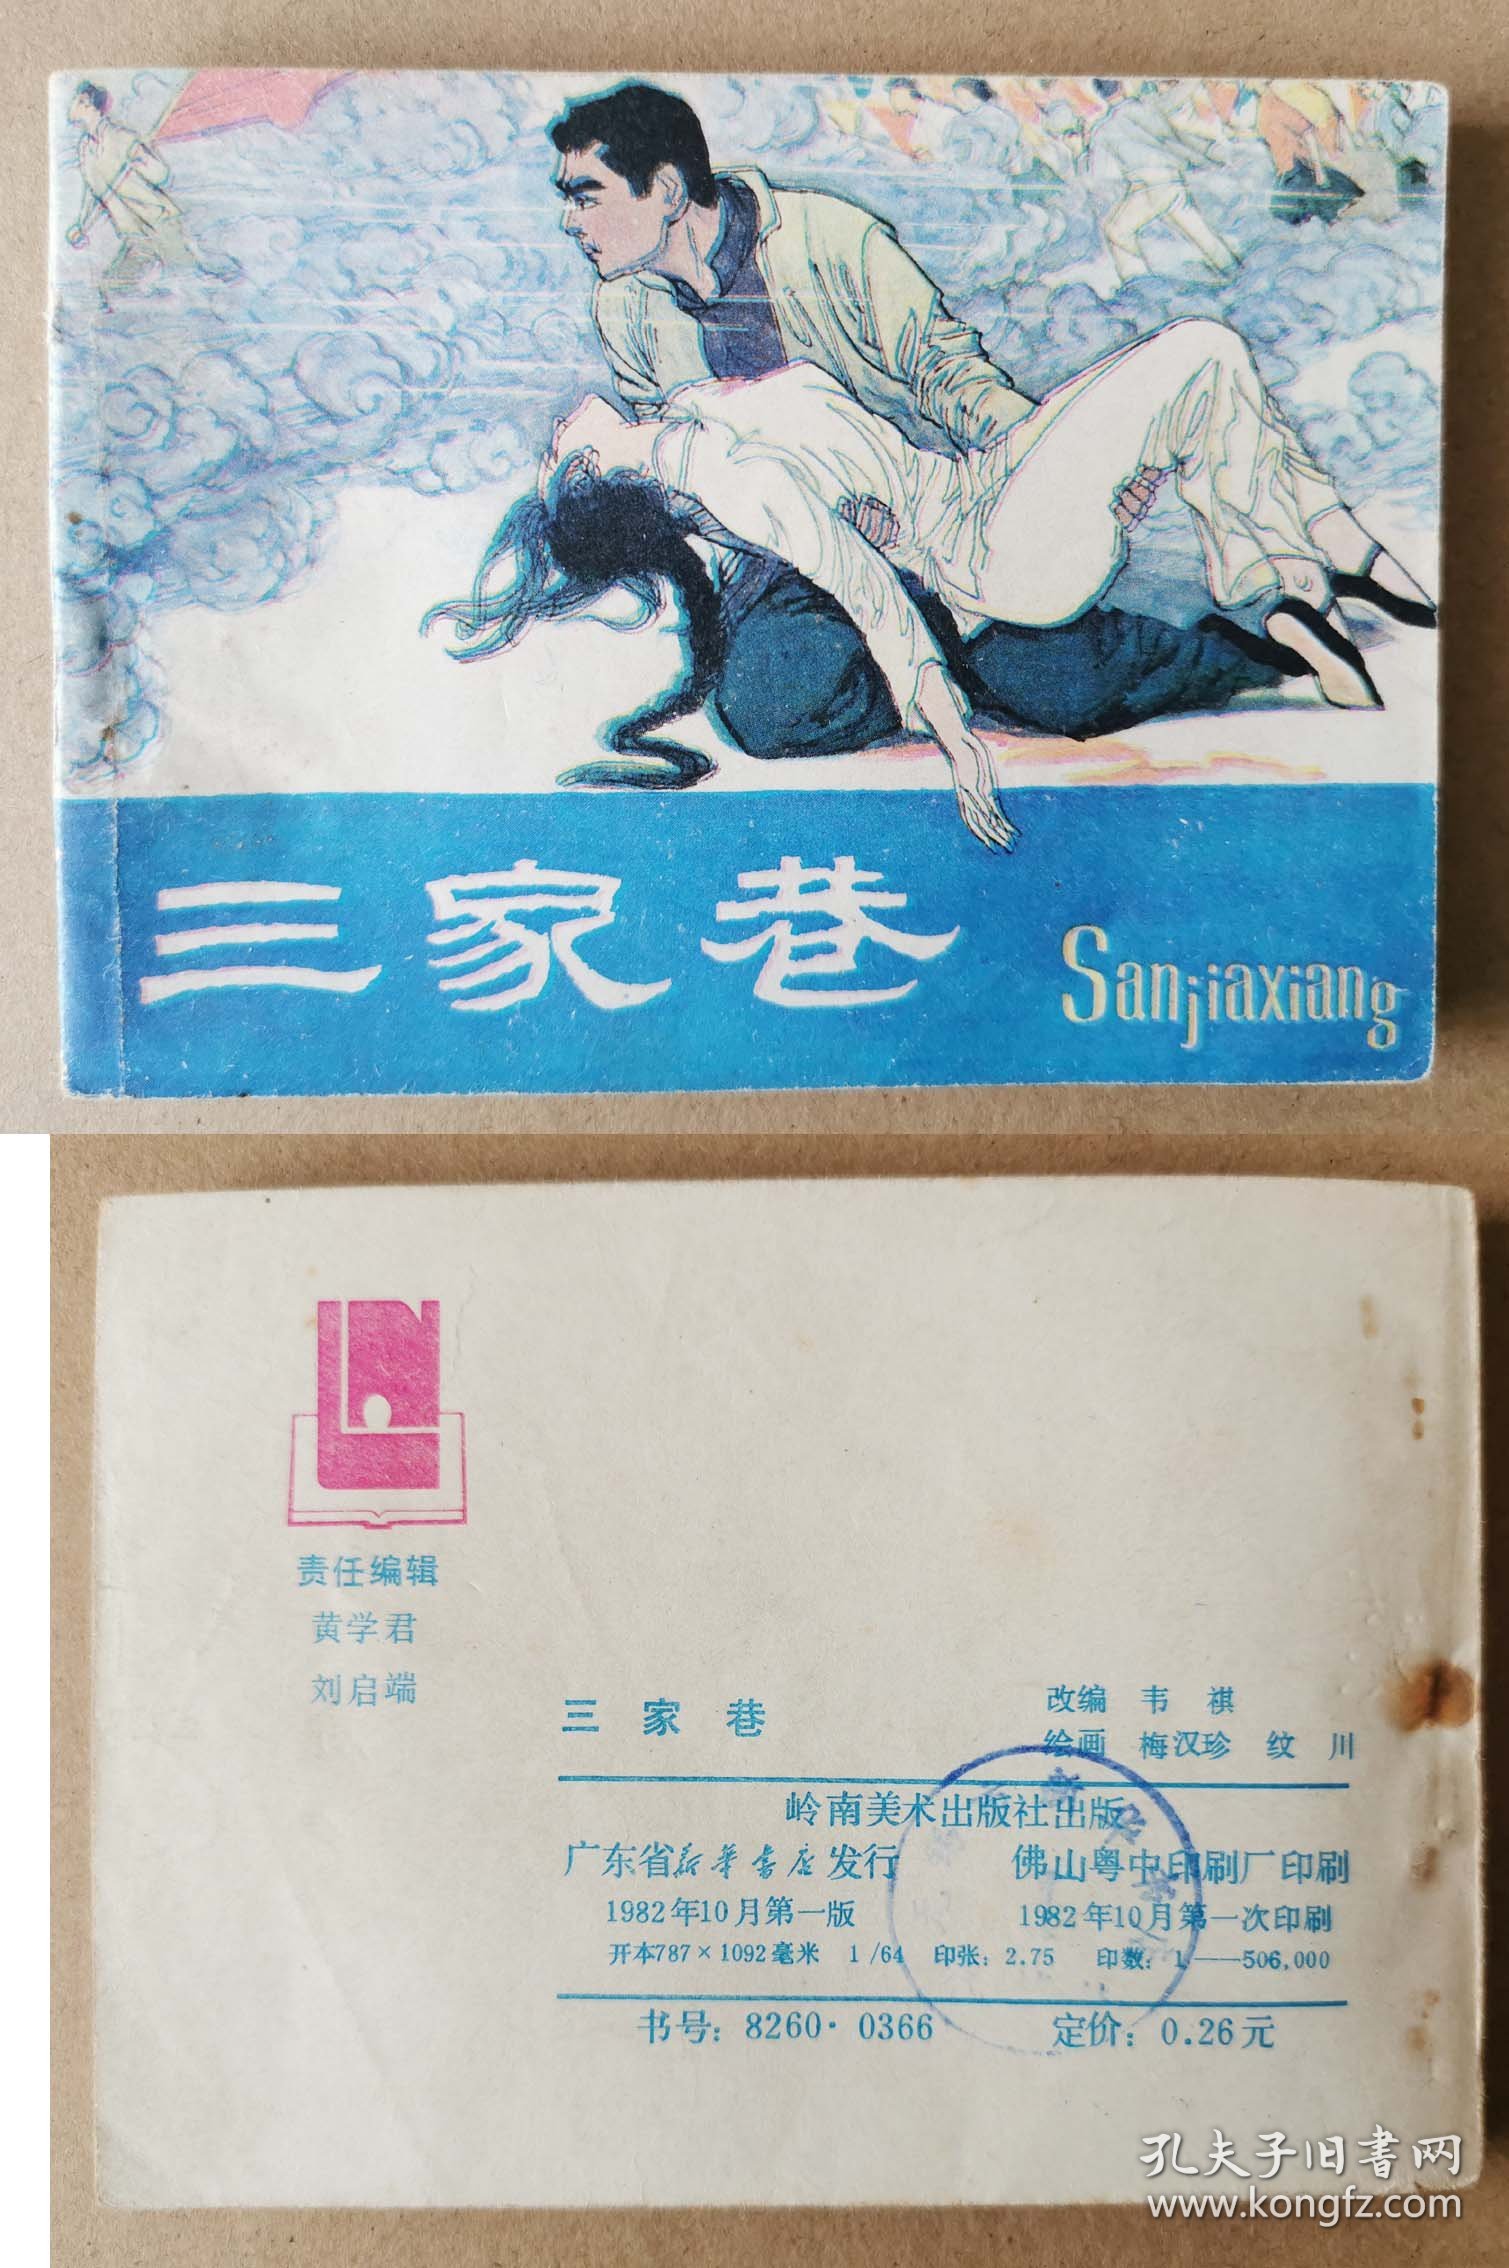 三家巷
Sanjiaxiang
责任编辑
黄学君
刘启端
三家巷
改编 韦祺
绘画 梅汉珍 纹川
岭南美术出版社出版
广东省新华书店发行 佛山粤中印刷厂印刷
1982年10月第一版 1982年10月第一次印刷
开本787×1092毫米 1/64 印张:2.75 印数:1——506,000
书号:8260·0366 定价:0.26元
孔夫子旧书网
www.kongfz.com